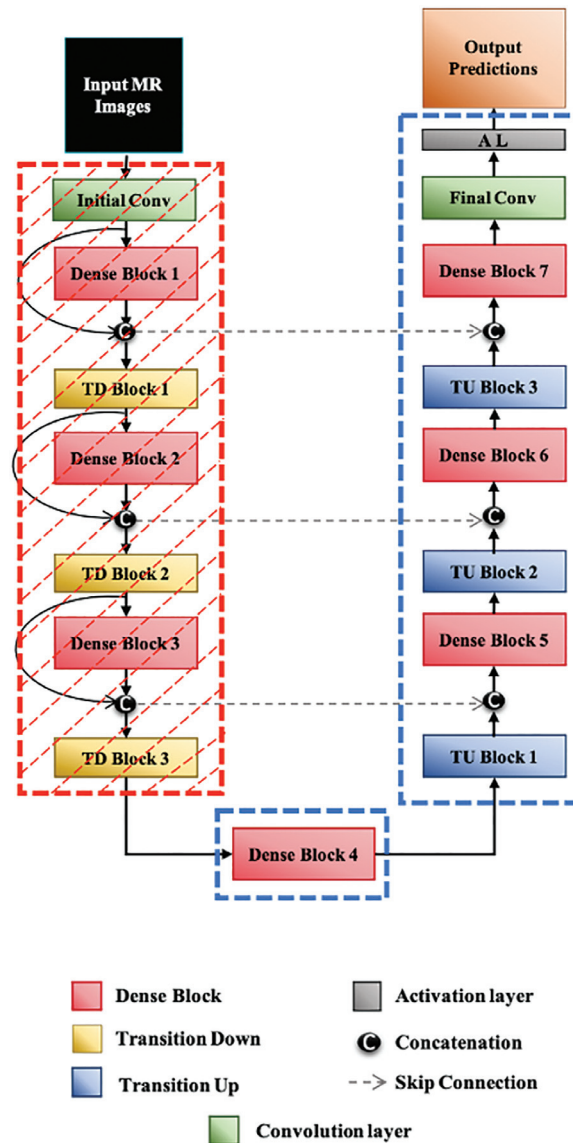 Input MR
Images
Initial Conv
Dense Block 1
C
TD Block 1
Dense Block 2
C
TD Block 2
Dense Block 3
C
TD Block 3
Dense Block 4
Output
Predictions
A L
Final Conv
Dense Block 7
C
TU Block 3
Dense Block 6
C
TU Block 2
Dense Block 5
C
TU Block 1
Dense Block
Transition Down
Transition Up
Activation layer
C Concatenation
Skip Connection
Convolution layer